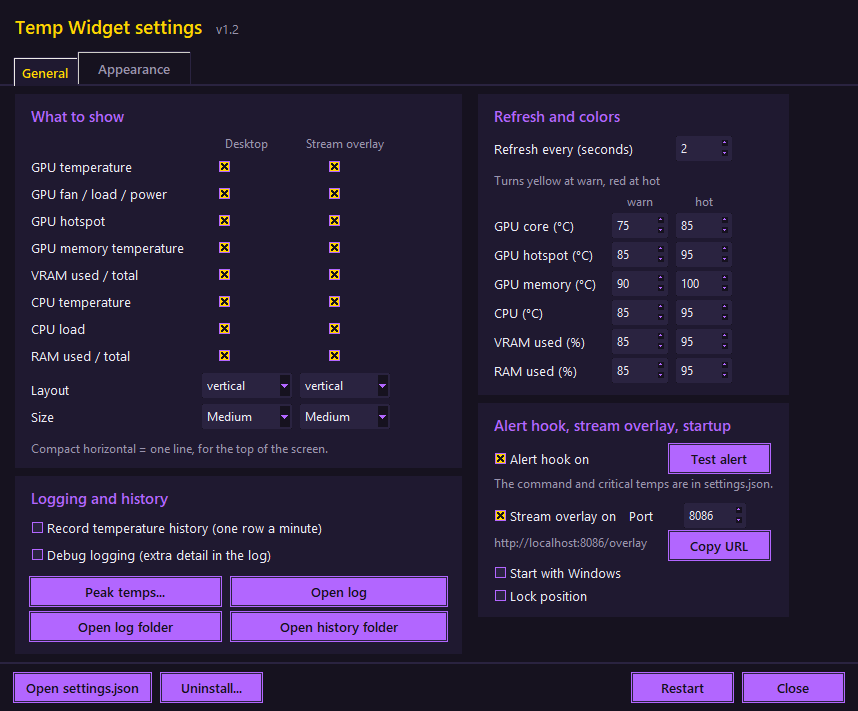 Temp Widget settings v1.2
General Appearance
What to show
Desktop Stream overlay
GPU temperature
GPU fan / load / power
GPU hotspot
GPU memory temperature
VRAM used / total
CPU temperature
CPU load
RAM used / total
Layout vertical vertical
Size Medium Medium
Compact horizontal = one line, for the top of the screen.
Logging and history
Record temperature history (one row a minute)
Debug logging (extra detail in the log)
Peak temps... Open log
Open log folder Open history folder
Refresh and colors
Refresh every (seconds) 2
Turns yellow at warn, red at hot
warn hot
GPU core (°C) 75 85
GPU hotspot (°C) 85 95
GPU memory (°C) 90 100
CPU (°C) 85 95
VRAM used (%) 85 95
RAM used (%) 85 95
Alert hook, stream overlay, startup
Alert hook on Test alert
The command and critical temps are in settings.json.
Stream overlay on Port 8086
http://localhost:8086/overlay Copy URL
Start with Windows
Lock position
Open settings.json Uninstall... Restart Close